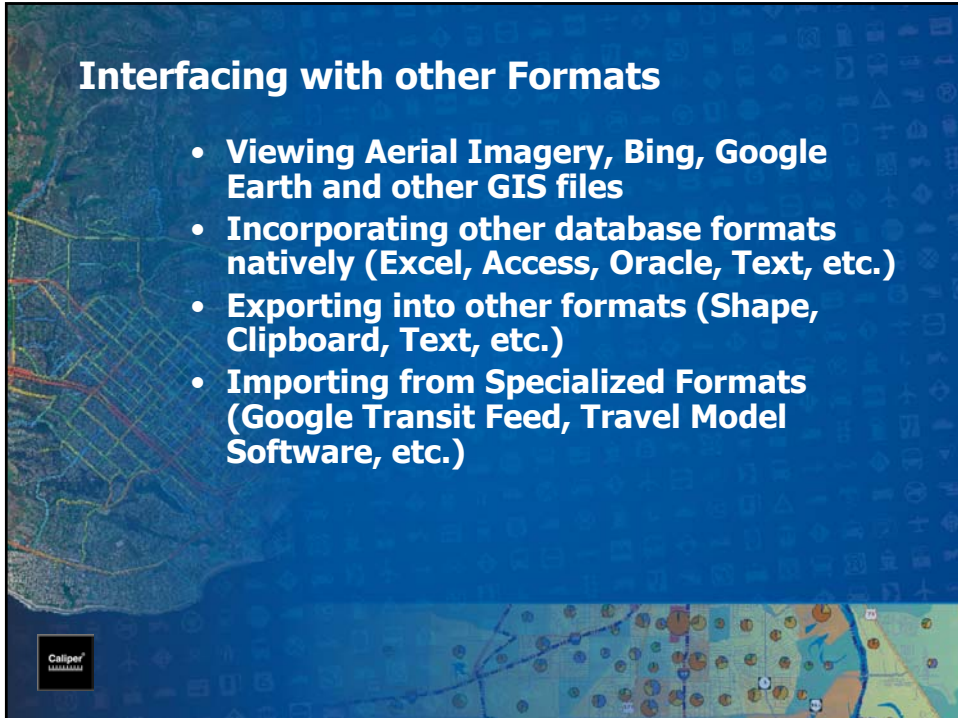 Interfacing with other Formats
• Viewing Aerial Imagery, Bing, Google
Earth and other GIS files
• Incorporating other database formats
natively (Excel, Access, Oracle, Text, etc.)
• Exporting into other formats (Shape,
Clipboard, Text, etc.)
• Importing from Specialized Formats
(Google Transit Feed, Travel Model
Software, etc.)
Caliper